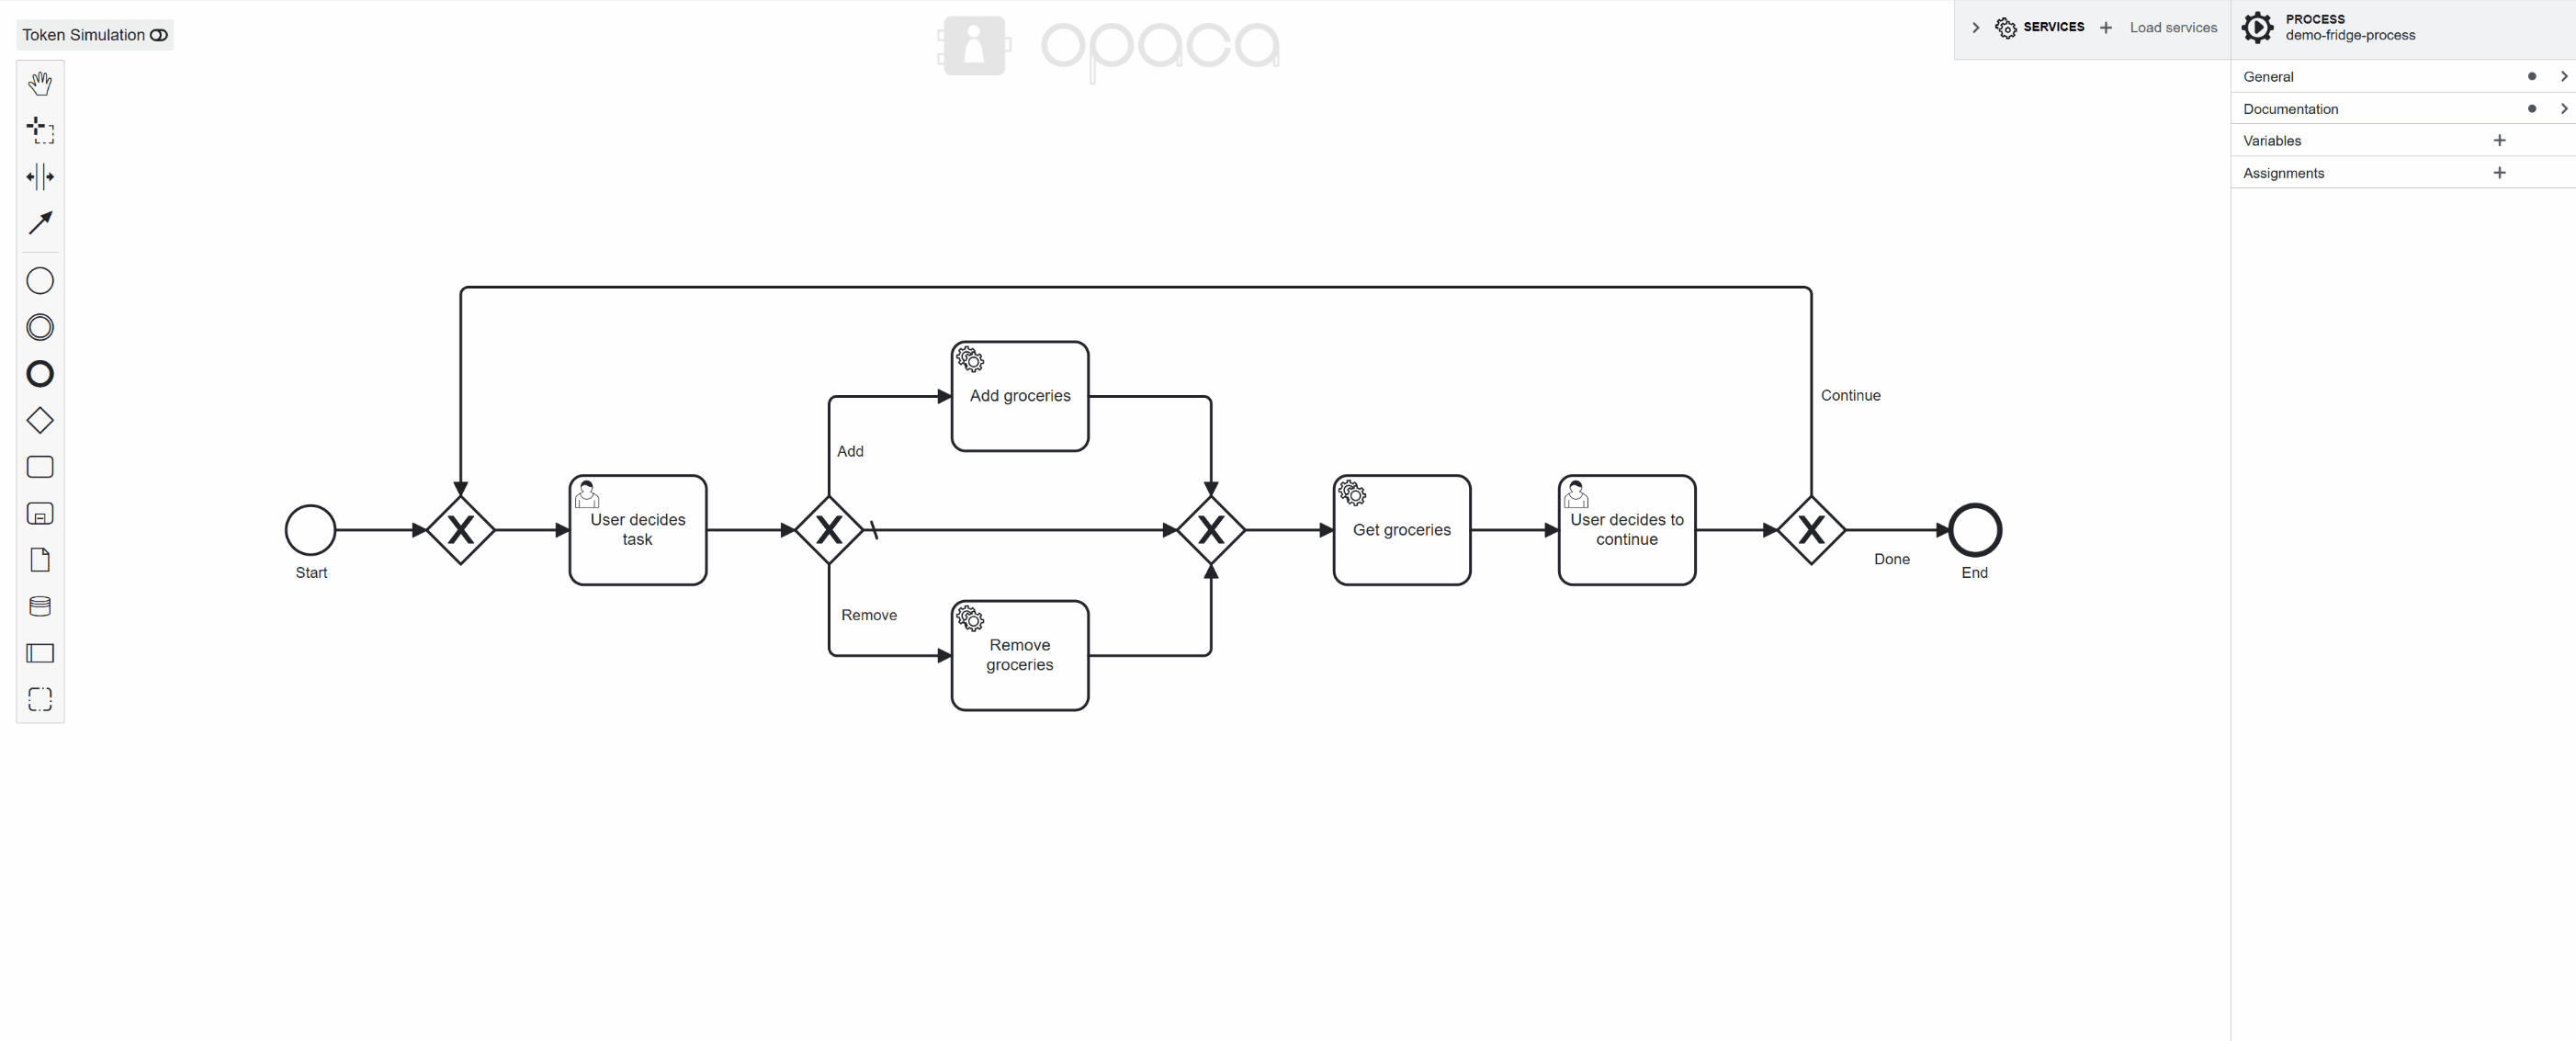 Token Simulation
opaca
SERVICES + Load services
PROCESS
demo-fridge-process
General
Documentation
Variables
Assignments
Continue
Add groceries
Add
User decides
task
Get groceries
User decides to
continue
Start
Done
End
Remove
Remove
groceries